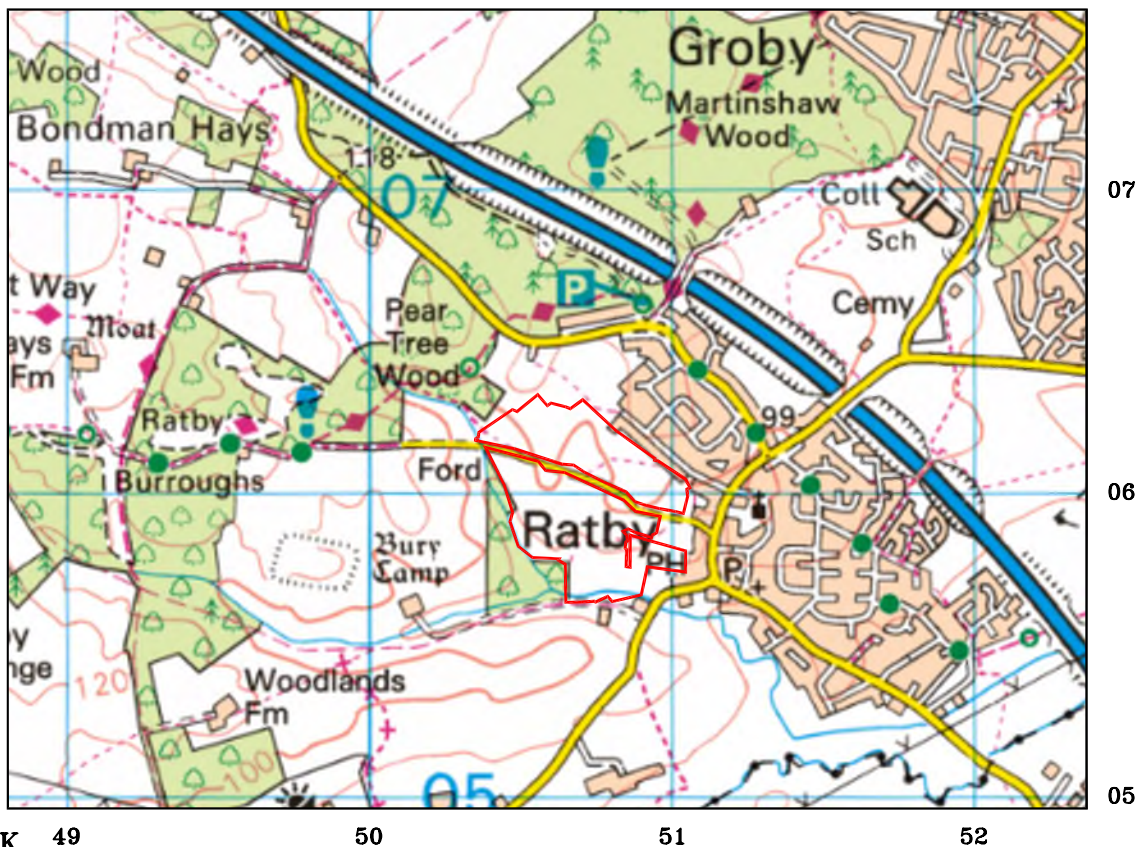 Groby
Wood
Martinshaw
Wood
Bondman Hays
118
07
07
Coll
Sch
t Way
P
Cemy
Moat
Pear
Tree
Wood
ays
Fm
99
Ratby
Burroughs
Ford
06
Ratby
PH
Bury
Camp
P
y
nge
120
Woodlands
Fm
100
05
05
K
49
50
51
52